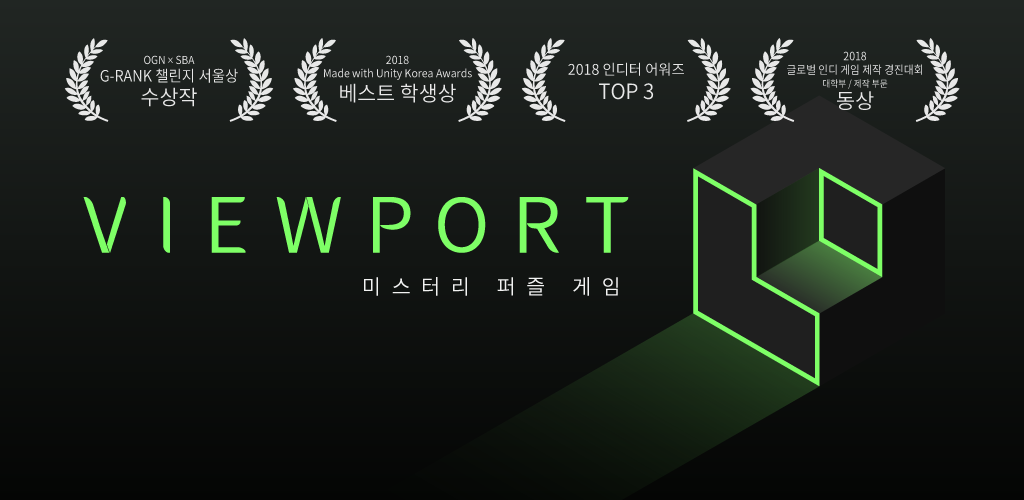 OGN × SBA
G-RANK 챌린지 서울상
수상작
2018
Made with Unity Korea Awards
베스트 학생상
2018 인디터 어워즈
TOP 3
2018
글로벌 인디 게임 제작 경진대회
대학부 / 제작 부문
동상
VIEWPORT
미스터리 퍼즐 게임